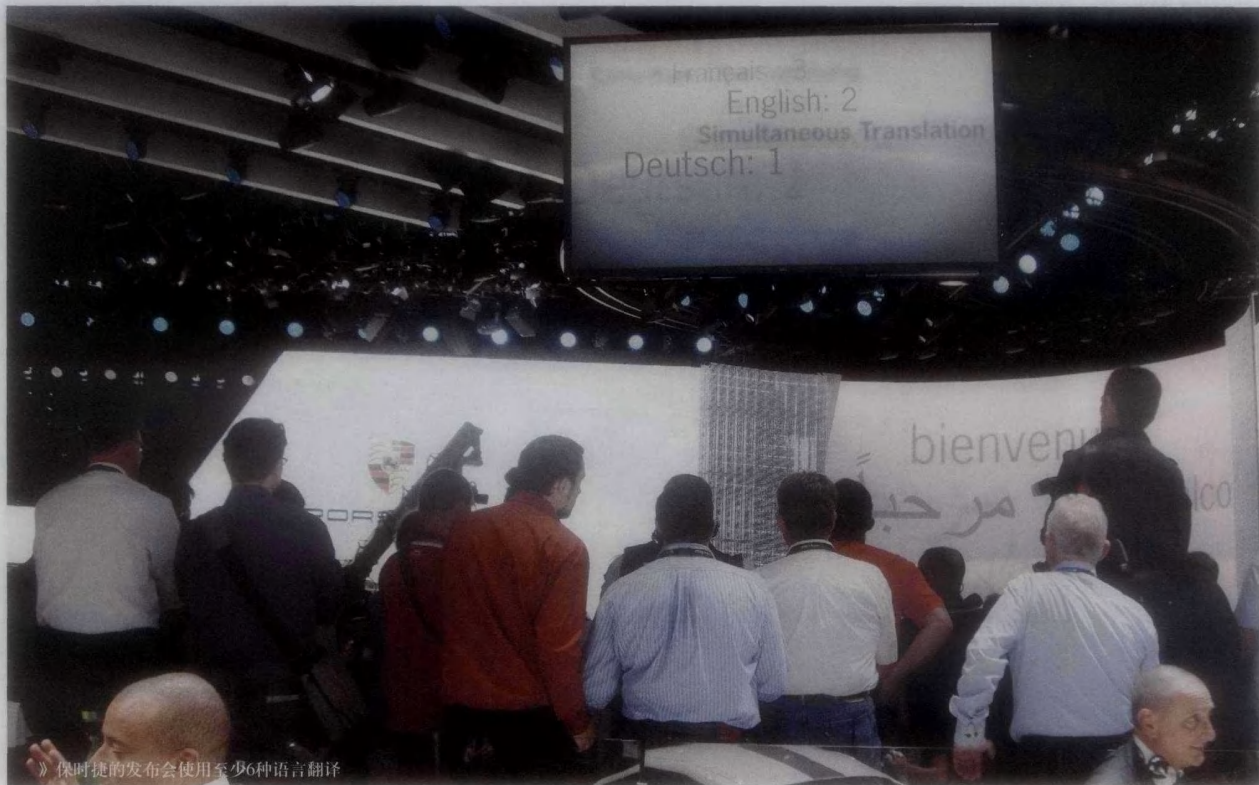 Français: 3
English: 2
Simultaneous Translation
Deutsch: 1
bienvenu
مرحباً
》保时捷的发布会使用至少6种语言翻译